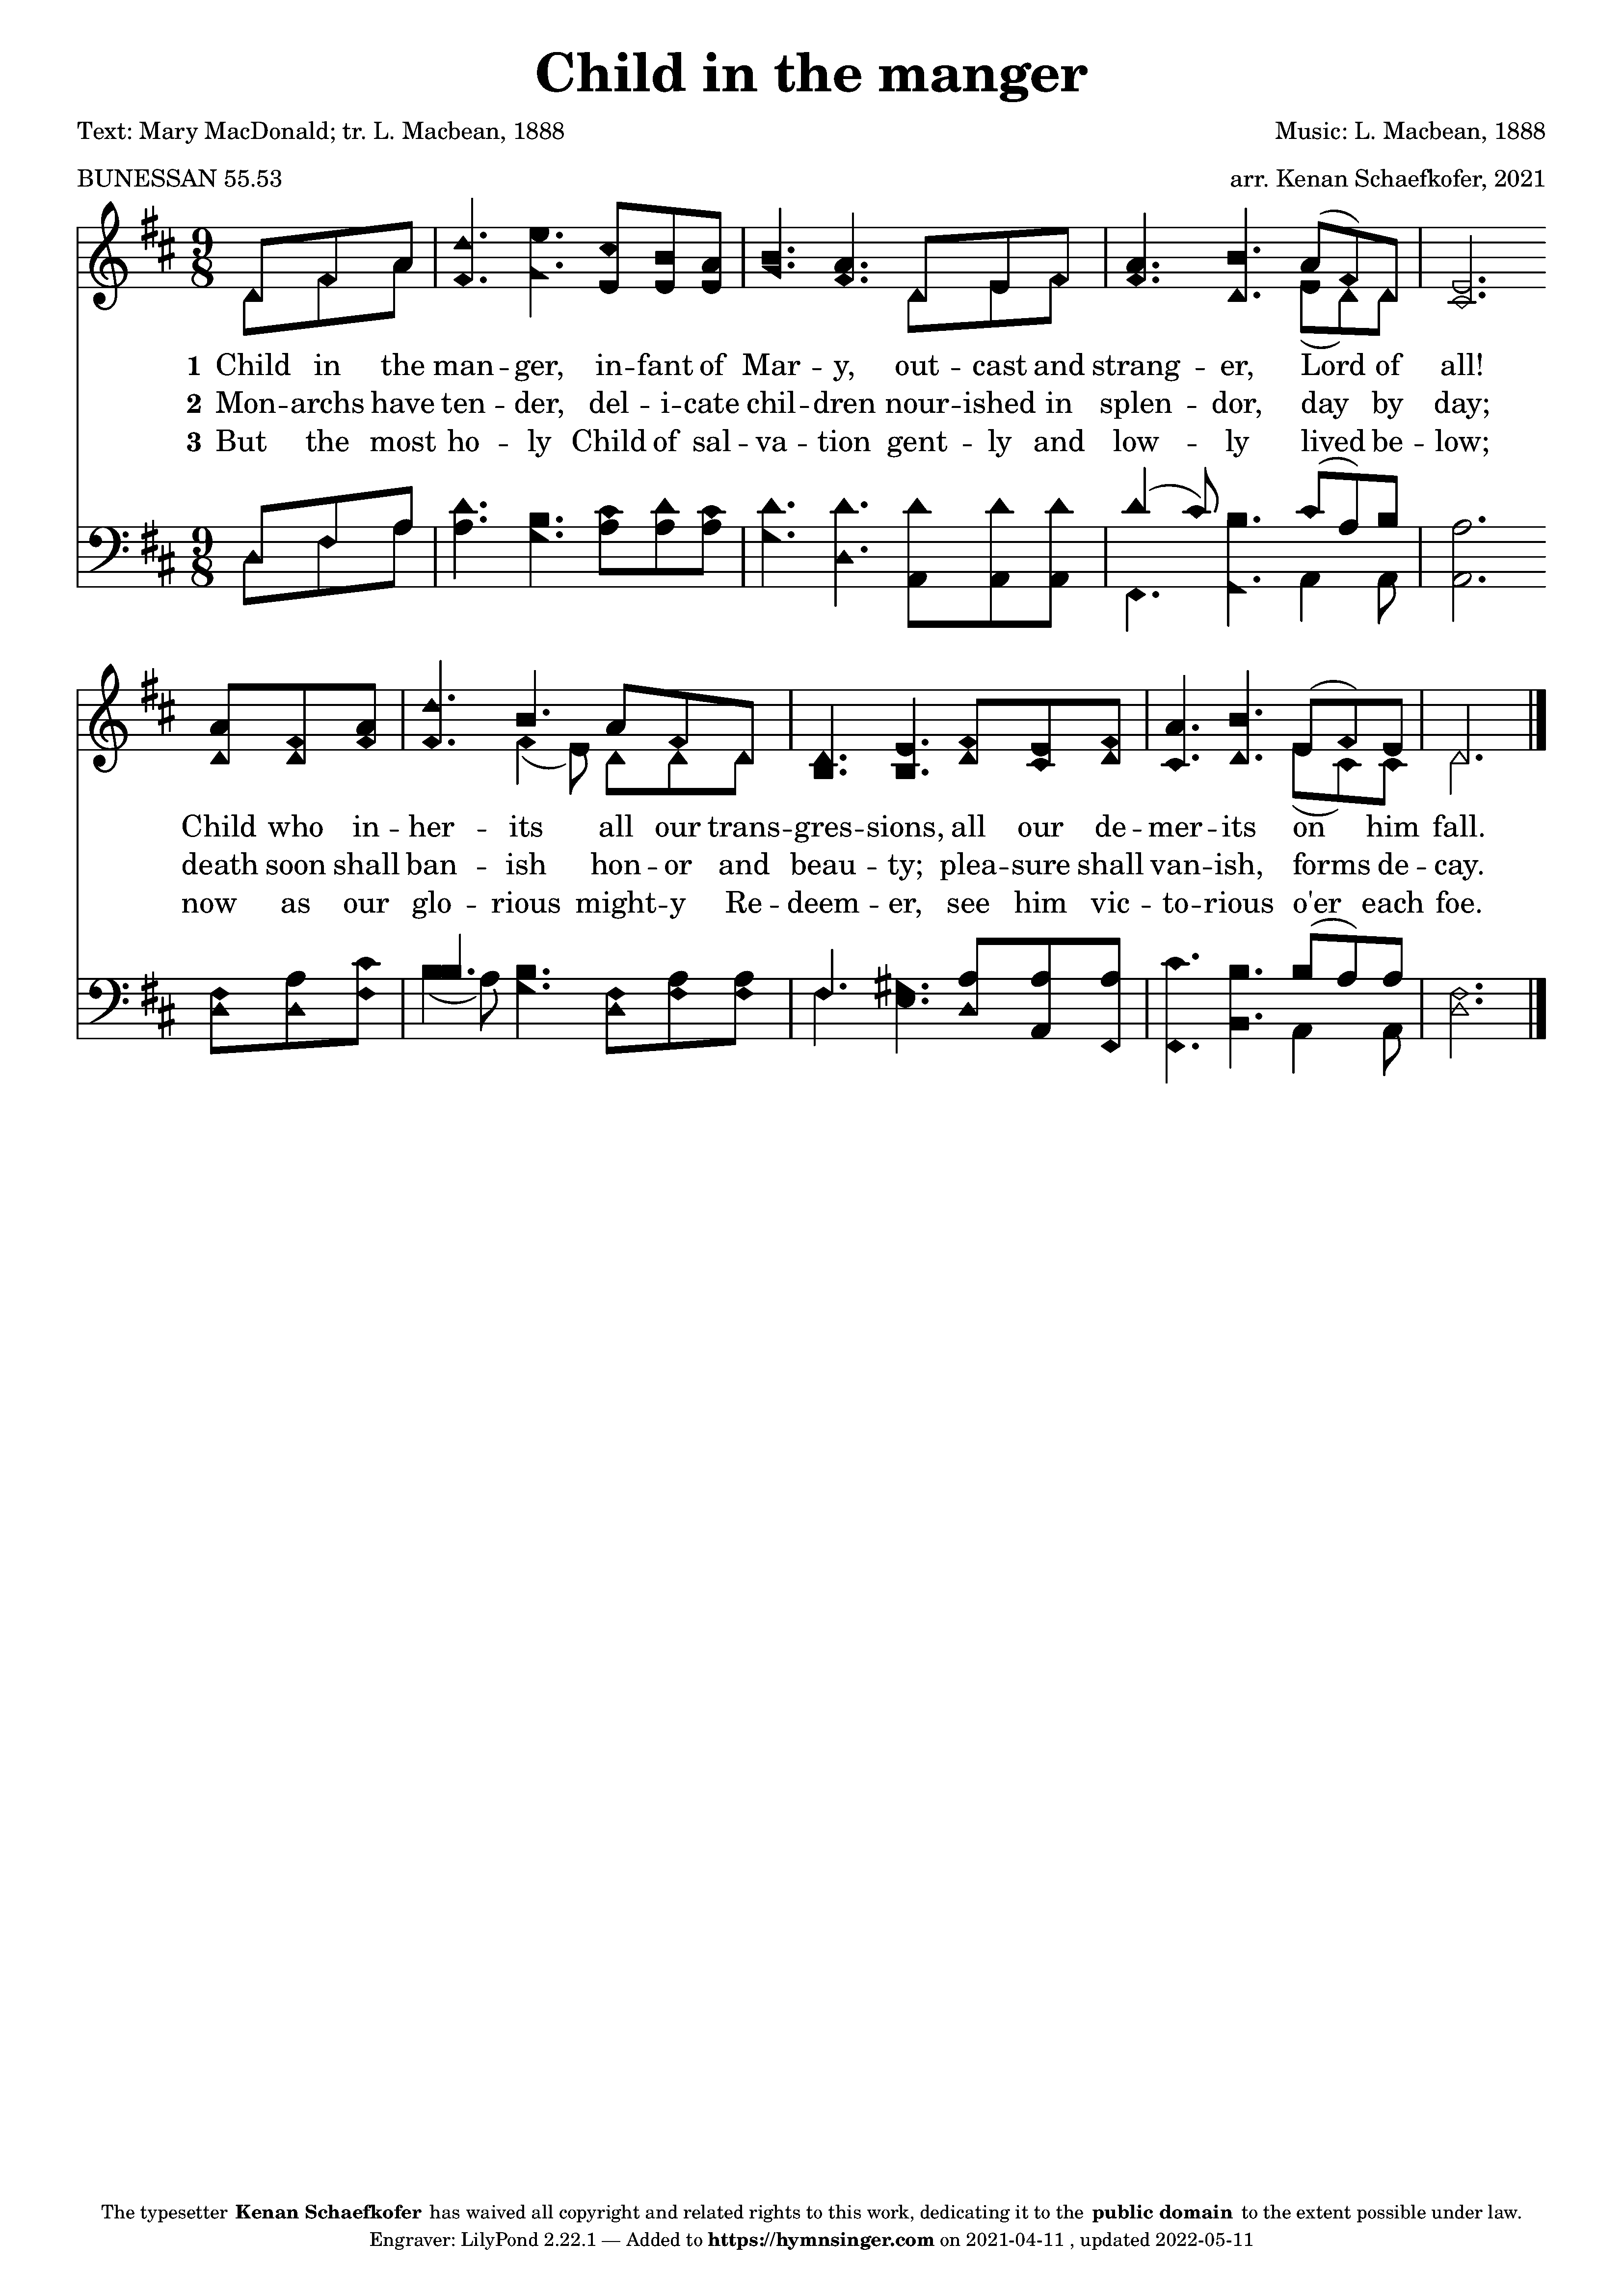 Child in the manger
Text: Mary MacDonald; tr. L. Macbean, 1888
Music: L. Macbean, 1888
BUNESSAN 55.53
arr. Kenan Schaefkofer, 2021
9
8
1 Child in the man -- ger, in -- fant of Mar -- y, out -- cast and strang -- er, Lord of all!
2 Mon -- archs have ten -- der, del -- i -- cate chil -- dren nour -- ished in splen -- dor, day by day;
3 But the most ho -- ly Child of sal -- va -- tion gent -- ly and low -- ly lived be -- low;
9
8
Child who in -- her -- its all our trans -- gres -- sions, all our de -- mer -- its on him fall.
death soon shall ban -- ish hon -- or and beau -- ty; plea -- sure shall van -- ish, forms de -- cay.
now as our glo -- rious might -- y Re -- deem -- er, see him vic -- to -- rious o'er each foe.
The typesetter Kenan Schaefkofer has waived all copyright and related rights to this work, dedicating it to the public domain to the extent possible under law.
Engraver: LilyPond 2.22.1 — Added to https://hymnsinger.com on 2021-04-11 , updated 2022-05-11